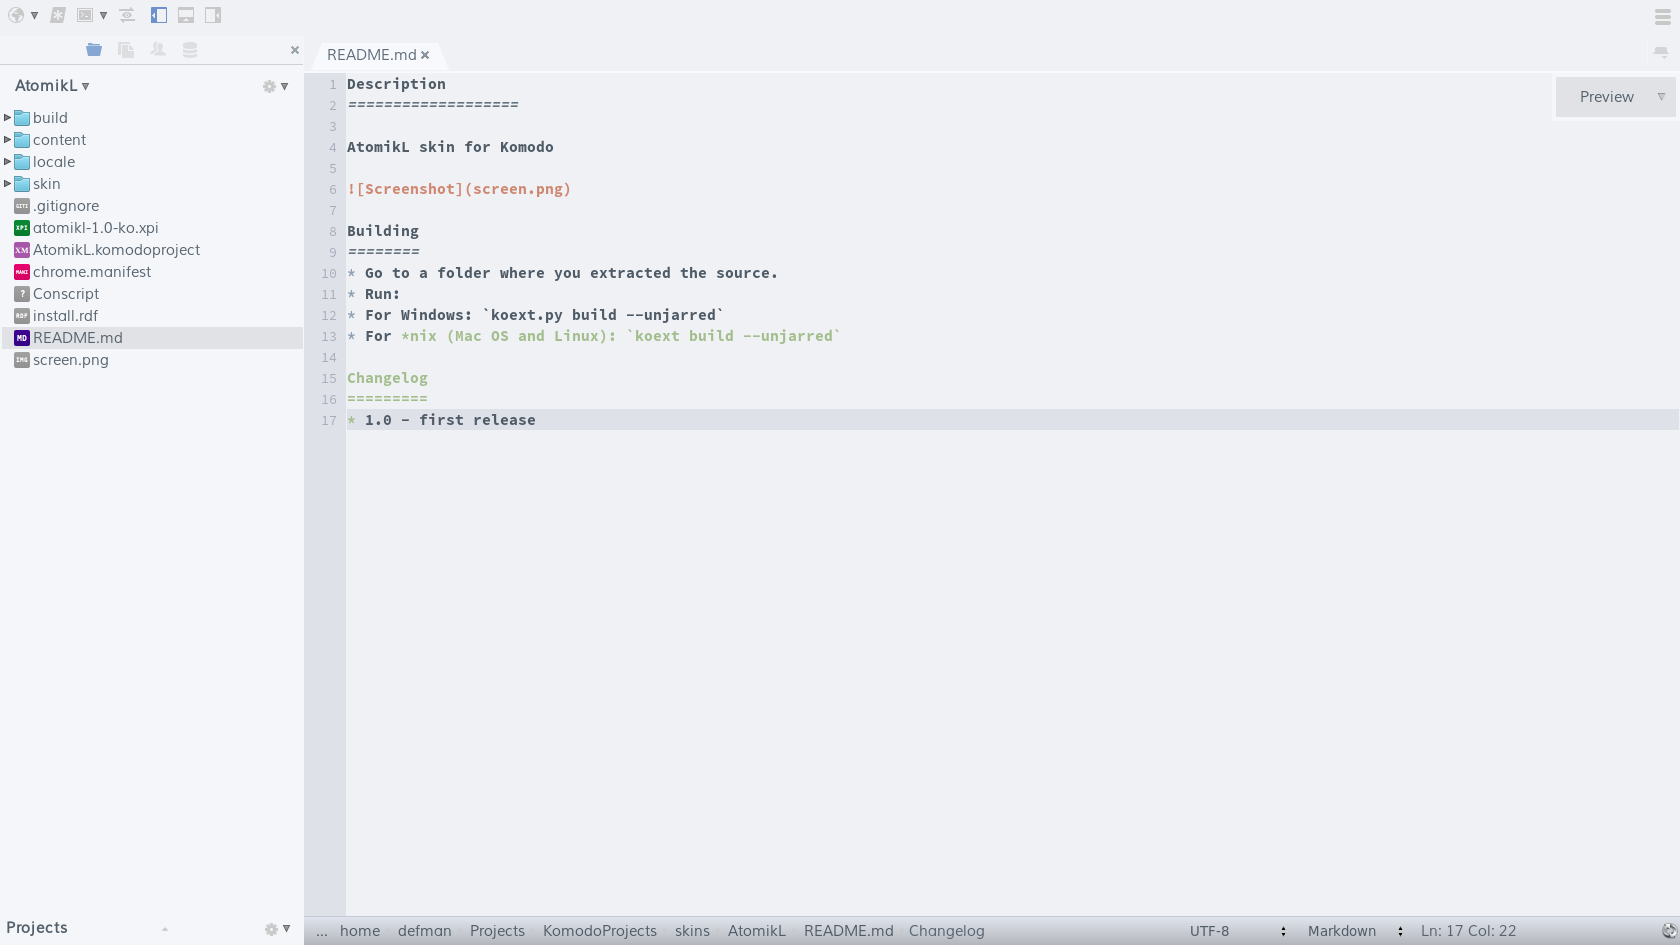 README.md
AtomikL
build
content
locale
skin
.gitignore
atomikl-1.0-ko.xpi
AtomikL.komodoproject
chrome.manifest
Conscript
install.rdf
README.md
screen.png
Projects
1 Description
2 ===================
3
4 AtomikL skin for Komodo
5
6 ![Screenshot](screen.png)
7
8 Building
9 ========
10 * Go to a folder where you extracted the source.
11 * Run:
12 * For Windows: `koext.py build --unjarred`
13 * For *nix (Mac OS and Linux): `koext build --unjarred`
14
15 Changelog
16 =========
17 * 1.0 - first release
Preview
... home defman Projects KomodoProjects skins AtomikL README.md Changelog UTF-8 Markdown Ln: 17 Col: 22